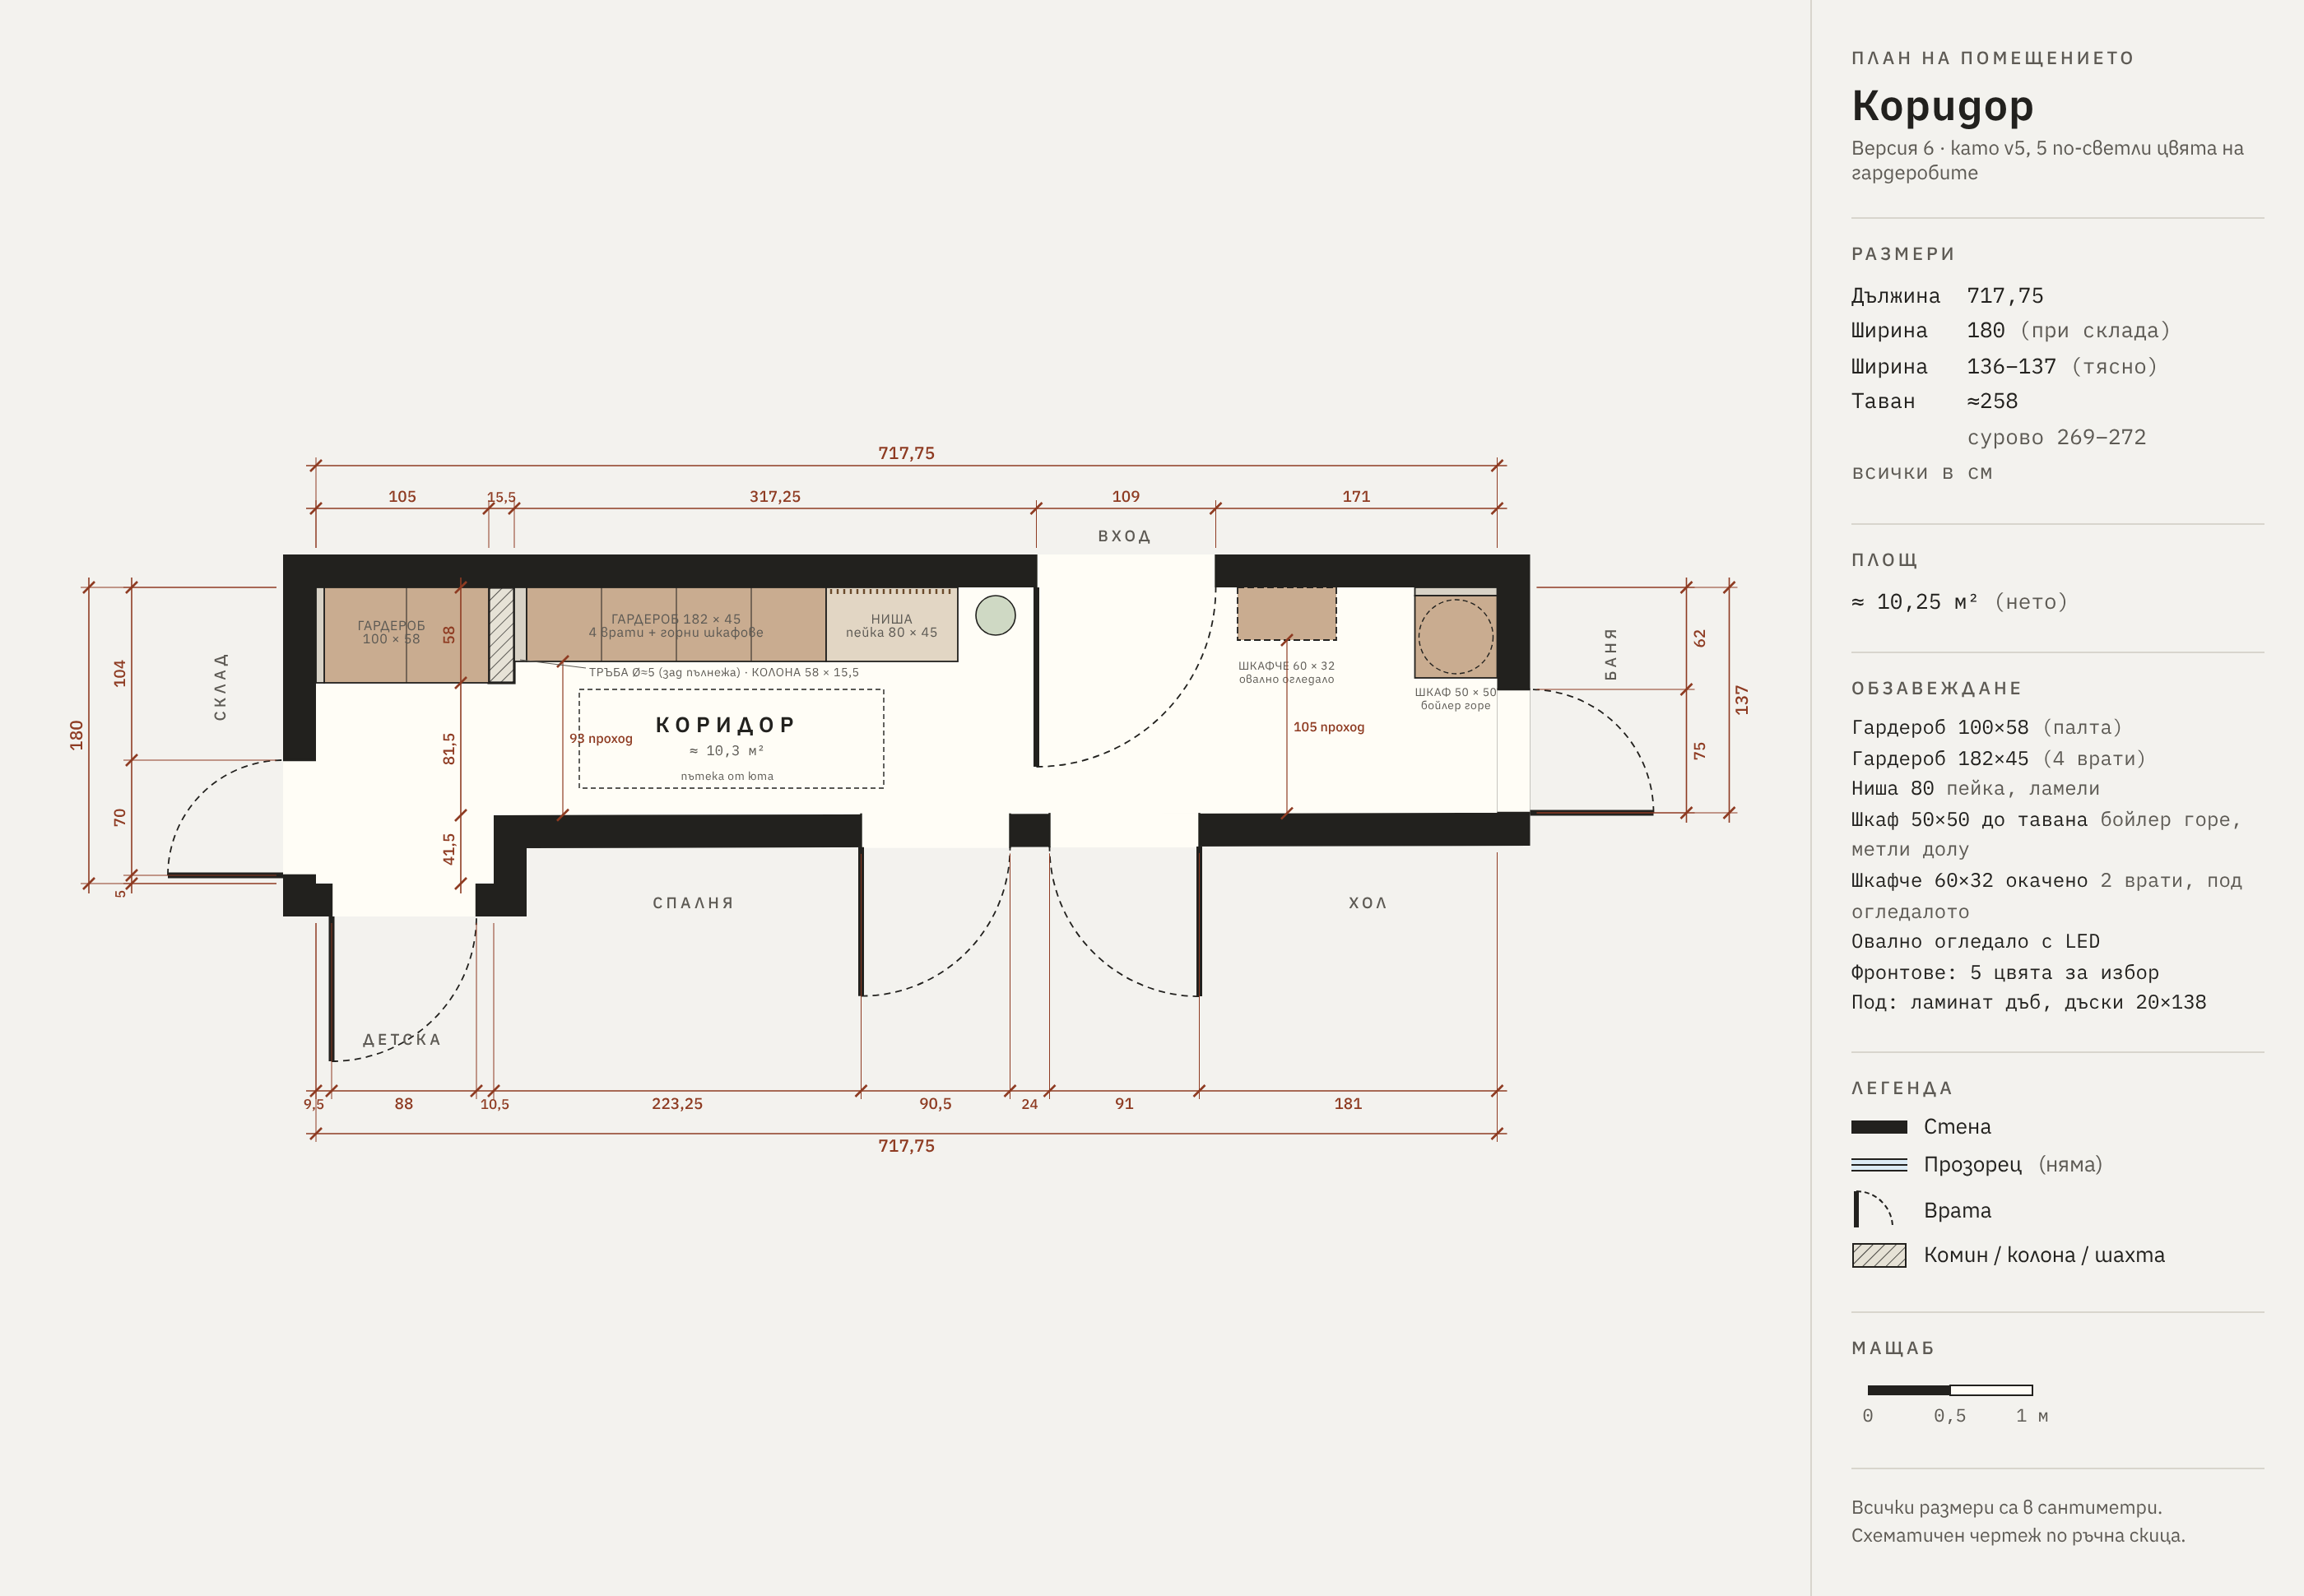 717,75
105
15,5
317,25
109
171
ВХОД
180
104
70
5
СКЛАД
ГАРДЕРОБ
100 × 58
58
81,5
41,5
ГАРДЕРОБ 182 × 45
4 врати + горни шкафове
НИША
пейка 80 × 45
ТРЪБА Ø≈5 (зад пълнежа) · КОЛОНА 58 × 15,5
КОРИДОР
≈ 10,3 м²
пътека от юта
93 проход
ШКАФЧЕ 60 × 32
овално огледало
105 проход
ШКАФ 50 × 50
бойлер горе
БАНЯ
62
75
137
СПАЛНЯ
ХОЛ
ДЕТСКА
9,5
88
10,5
223,25
90,5
24
91
181
717,75
ПЛАН НА ПОМЕЩЕНИЕТО
Коридор
Версия 6 · като v5, 5 по-светли цвята на
гардеробите
РАЗМЕРИ
Дължина 717,75
Ширина 180 (при склада)
Ширина 136–137 (тясно)
Таван ≈258
сурово 269–272
всички в см
ПЛОЩ
≈ 10,25 м² (нето)
ОБЗАВЕЖДАНЕ
Гардероб 100×58 (палта)
Гардероб 182×45 (4 врати)
Ниша 80 пейка, ламели
Шкаф 50×50 до тавана бойлер горе,
метли долу
Шкафче 60×32 окачено 2 врати, под
огледалото
Овално огледало с LED
Фронтове: 5 цвята за избор
Под: ламинат дъб, дъски 20×138
ЛЕГЕНДА
Стена
Прозорец (няма)
Врата
Комин / колона / шахта
МАЩАБ
0 0,5 1 м
Всички размери са в сантиметри.
Схематичен чертеж по ръчна скица.